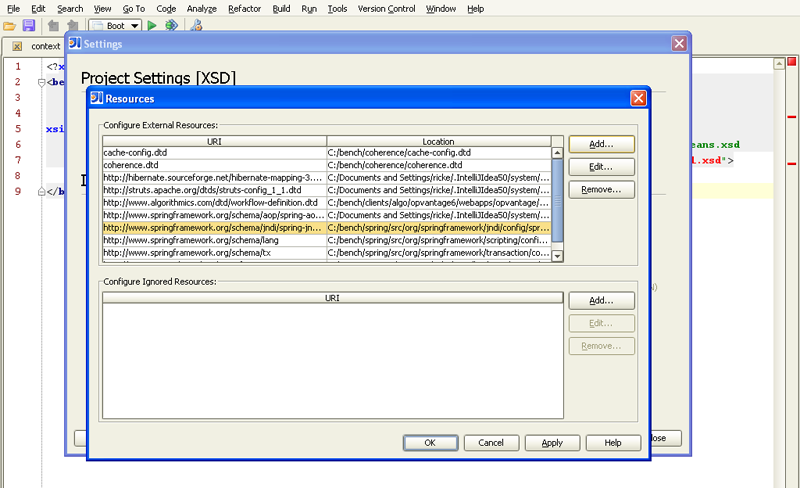 File Edit Search View Go To Code Analyze Refactor Build Run Tools Version Control Window Help
Boot
context
Settings
1 <?x
2 <be
Project Settings [XSD]
Resources
3
4
Configure External Resources:
URI Location
Add...
5 xsi
cache-config.dtd C:/bench/coherence/cache-config.dtd
6 eans.xsd
coherence.dtd C:/bench/coherence/coherence.dtd
Edit...
7 l.xsd">
http://hibernate.sourceforge.net/hibernate-mapping-3.... C:/Documents and Settings/ricke/.IntelliJIdea50/system/...
8
http://struts.apache.org/dtds/struts-config_1_1.dtd C:/Documents and Settings/ricke/.IntelliJIdea50/system/...
Remove...
9 </b
http://www.algorithmics.com/dtd/workflow-definition.dtd C:/bench/clients/algo/opvantage6/webapps/opvantage/...
http://www.springframework.org/schema/aop/spring-ao... C:/Documents and Settings/ricke/.IntelliJIdea50/system/...
http://www.springframework.org/schema/jndi/spring-jn... C:/bench/spring/src/org/springframework/jndi/config/spr...
http://www.springframework.org/schema/lang C:/bench/spring/src/org/springframework/scripting/confi...
http://www.springframework.org/schema/tx C:/bench/spring/src/org/springframework/transaction/co...
Configure Ignored Resources:
URI
Add...
Edit...
Remove...
OK Cancel Apply Help
lose